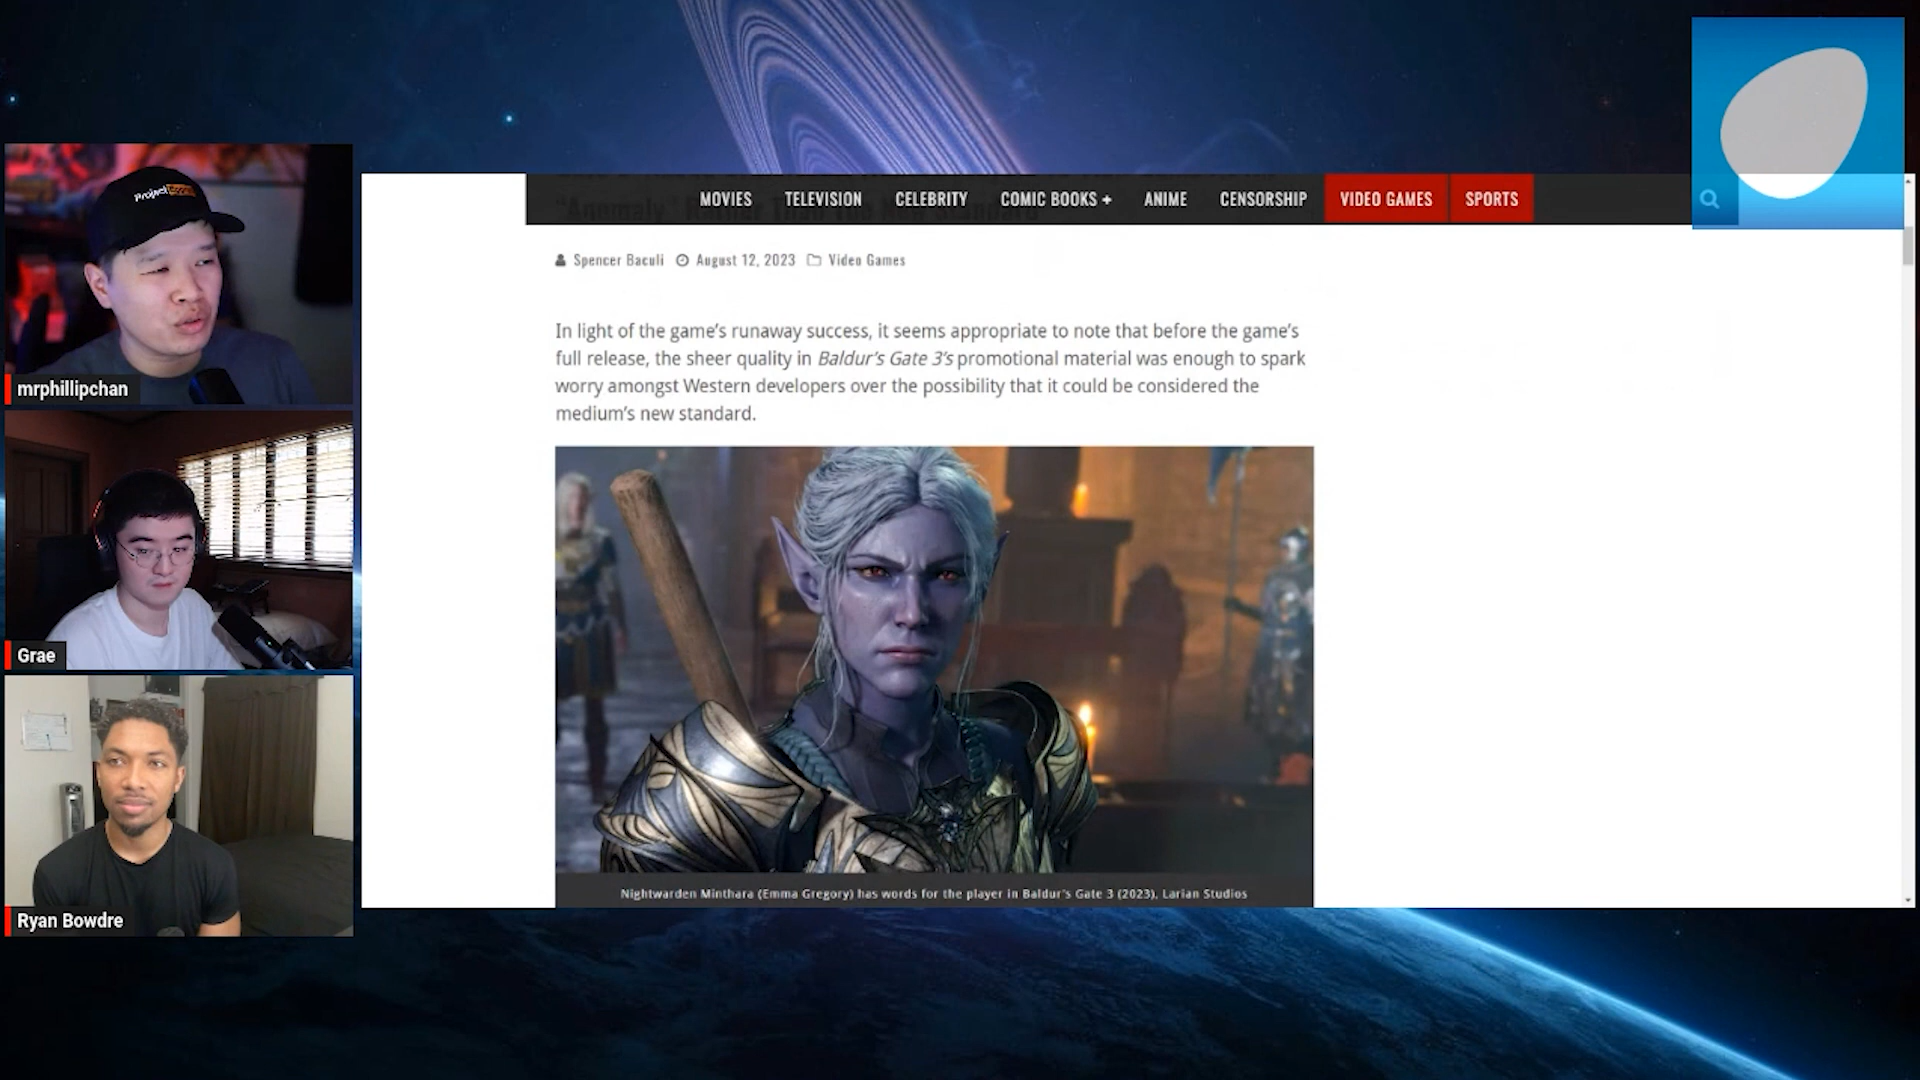 MOVIES TELEVISION CELEBRITY COMIC BOOKS + ANIME CENSORSHIP VIDEO GAMES SPORTS
Spencer Baculi August 12, 2023 Video Games
In light of the game’s runaway success, it seems appropriate to note that before the game’s
full release, the sheer quality in Baldur’s Gate 3’s promotional material was enough to spark
worry amongst Western developers over the possibility that it could be considered the
medium’s new standard.
Nightwarden Minthara (Emma Gregory) has words for the player in Baldur's Gate 3 (2023), Larian Studios
mrphillipchan
Grae
Ryan Bowdre